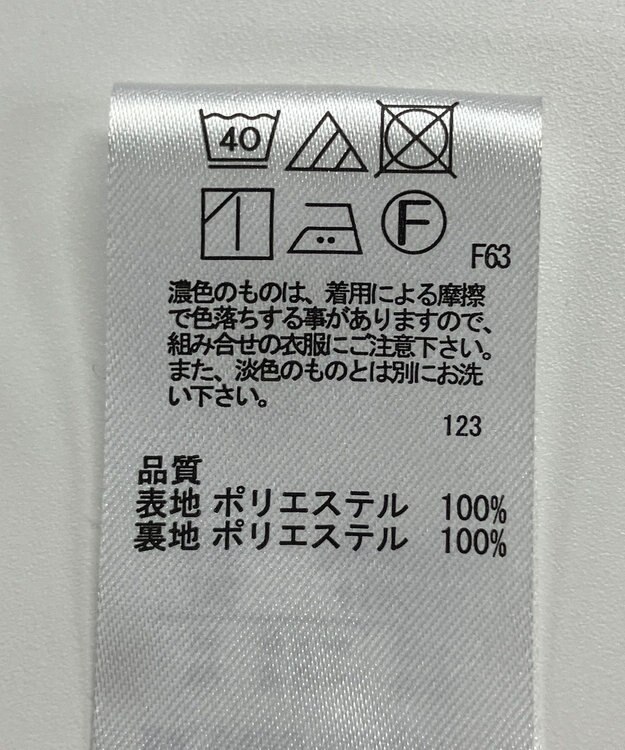 40
F
F63
濃色のものは、着用による摩擦
で色落ちする事がありますので、
組み合せの衣服にご注意下さい。
また、淡色のものとは別にお洗
い下さい。
123
品質
表地 ポリエステル 100%
裏地 ポリエステル 100%